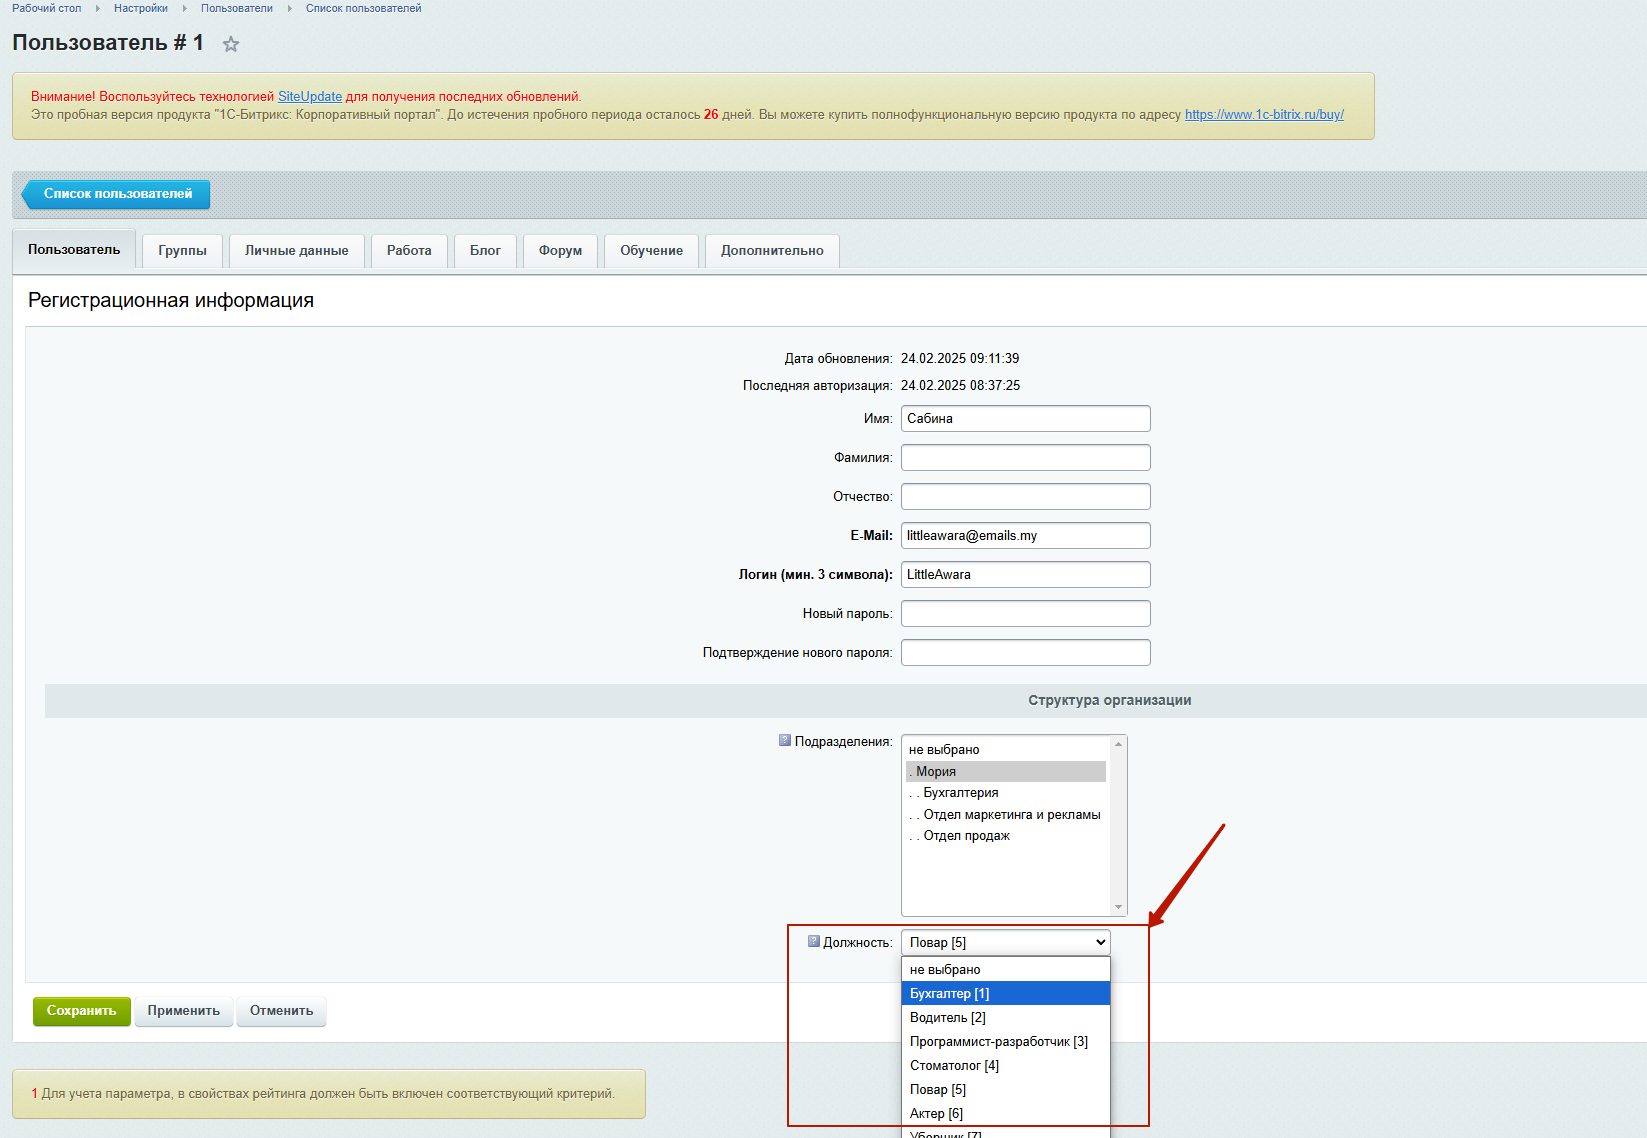 Рабочий стол Настройки Пользователи Список пользователей
Пользователь # 1
Внимание! Воспользуйтесь технологией SiteUpdate для получения последних обновлений.
Это пробная версия продукта "1С-Битрикс: Корпоративный портал". До истечения пробного периода осталось 26 дней. Вы можете купить полнофункциональную версию продукта по адресу https://www.1c-bitrix.ru/buy/
Список пользователей
Пользователь Группы Личные данные Работа Блог Форум Обучение Дополнительно
Регистрационная информация
Дата обновления: 24.02.2025 09:11:39
Последняя авторизация: 24.02.2025 08:37:25
Имя: Сабина
Фамилия:
Отчество:
E-Mail: littleawara@emails.my
Логин (мин. 3 символа): LittleAwara
Новый пароль:
Подтверждение нового пароля:
Структура организации
? Подразделения: не выбрано
. Мория
. . Бухгалтерия
. . Отдел маркетинга и рекламы
. . Отдел продаж
? Должность: Повар [5]
не выбрано
Бухгалтер [1]
Водитель [2]
Программист-разработчик [3]
Стоматолог [4]
Повар [5]
Актер [6]
Уборщик [7]
Сохранить Применить Отменить
1 Для учета параметра, в свойствах рейтинга должен быть включен соответствующий критерий.